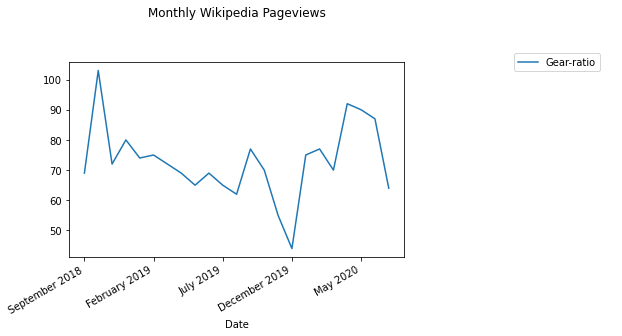 Monthly Wikipedia Pageviews
Gear-ratio
100
90
80
70
60
50
September 2018
February 2019
July 2019
December 2019
May 2020
Date